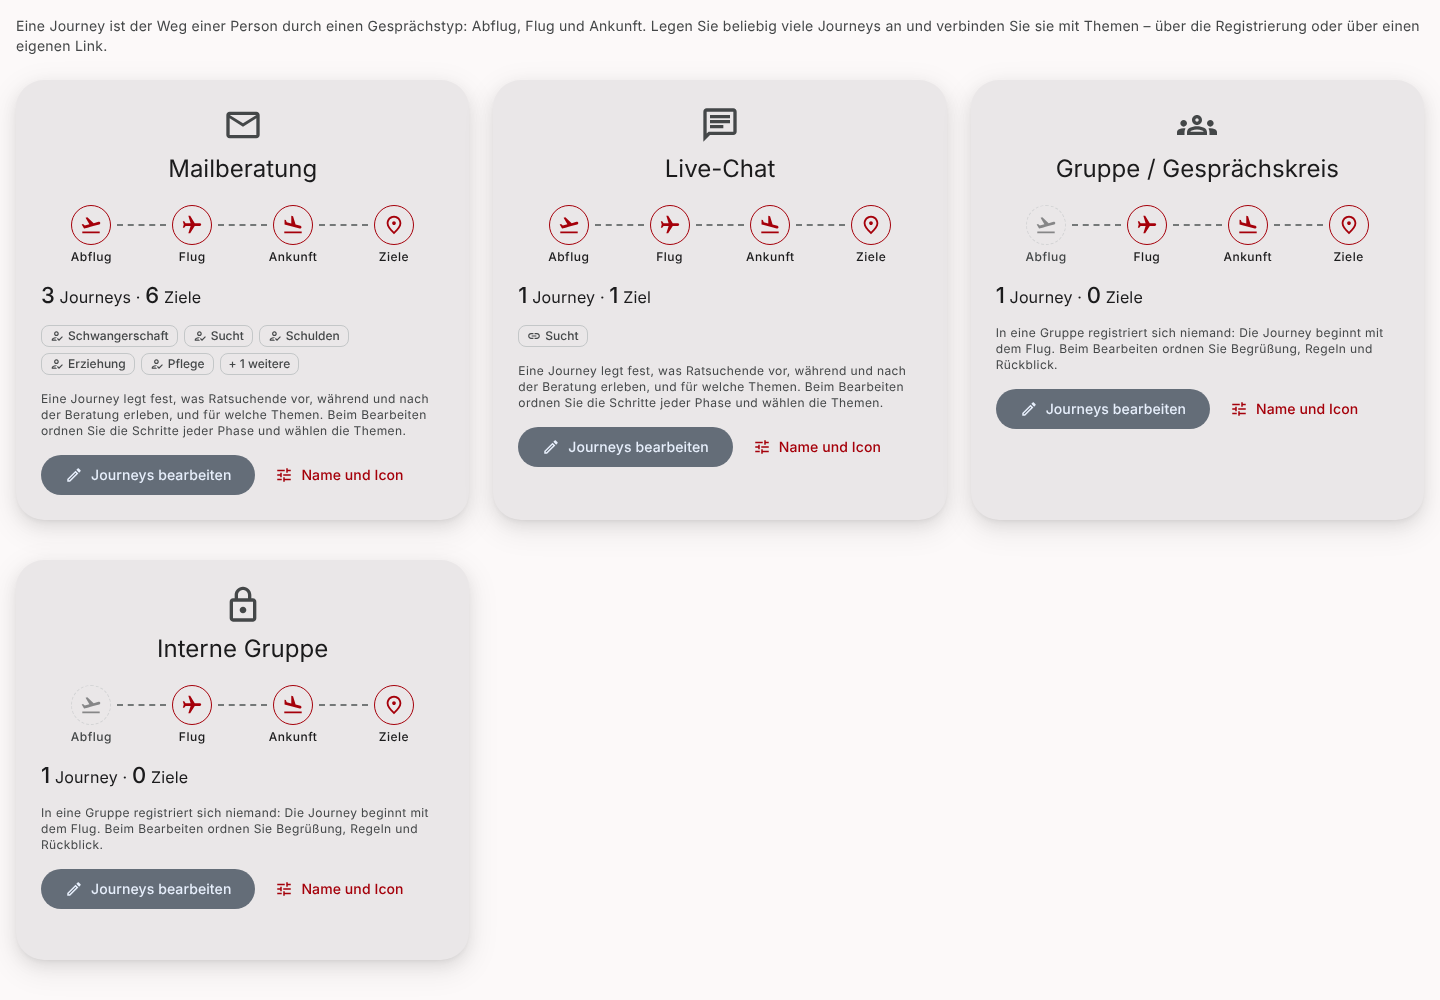 Eine Journey ist der Weg einer Person durch einen Gesprächstyp: Abflug, Flug und Ankunft. Legen Sie beliebig viele Journeys an und verbinden Sie sie mit Themen – über die Registrierung oder über einen
eigenen Link.
Mailberatung
Abflug Flug Ankunft Ziele
3 Journeys · 6 Ziele
Schwangerschaft Sucht Schulden
Erziehung Pflege + 1 weitere
Eine Journey legt fest, was Ratsuchende vor, während und nach
der Beratung erleben, und für welche Themen. Beim Bearbeiten
ordnen Sie die Schritte jeder Phase und wählen die Themen.
Journeys bearbeiten Name und Icon
Live-Chat
Abflug Flug Ankunft Ziele
1 Journey · 1 Ziel
Sucht
Eine Journey legt fest, was Ratsuchende vor, während und nach
der Beratung erleben, und für welche Themen. Beim Bearbeiten
ordnen Sie die Schritte jeder Phase und wählen die Themen.
Journeys bearbeiten Name und Icon
Gruppe / Gesprächskreis
Abflug Flug Ankunft Ziele
1 Journey · 0 Ziele
In eine Gruppe registriert sich niemand: Die Journey beginnt mit
dem Flug. Beim Bearbeiten ordnen Sie Begrüßung, Regeln und
Rückblick.
Journeys bearbeiten Name und Icon
Interne Gruppe
Abflug Flug Ankunft Ziele
1 Journey · 0 Ziele
In eine Gruppe registriert sich niemand: Die Journey beginnt mit
dem Flug. Beim Bearbeiten ordnen Sie Begrüßung, Regeln und
Rückblick.
Journeys bearbeiten Name und Icon